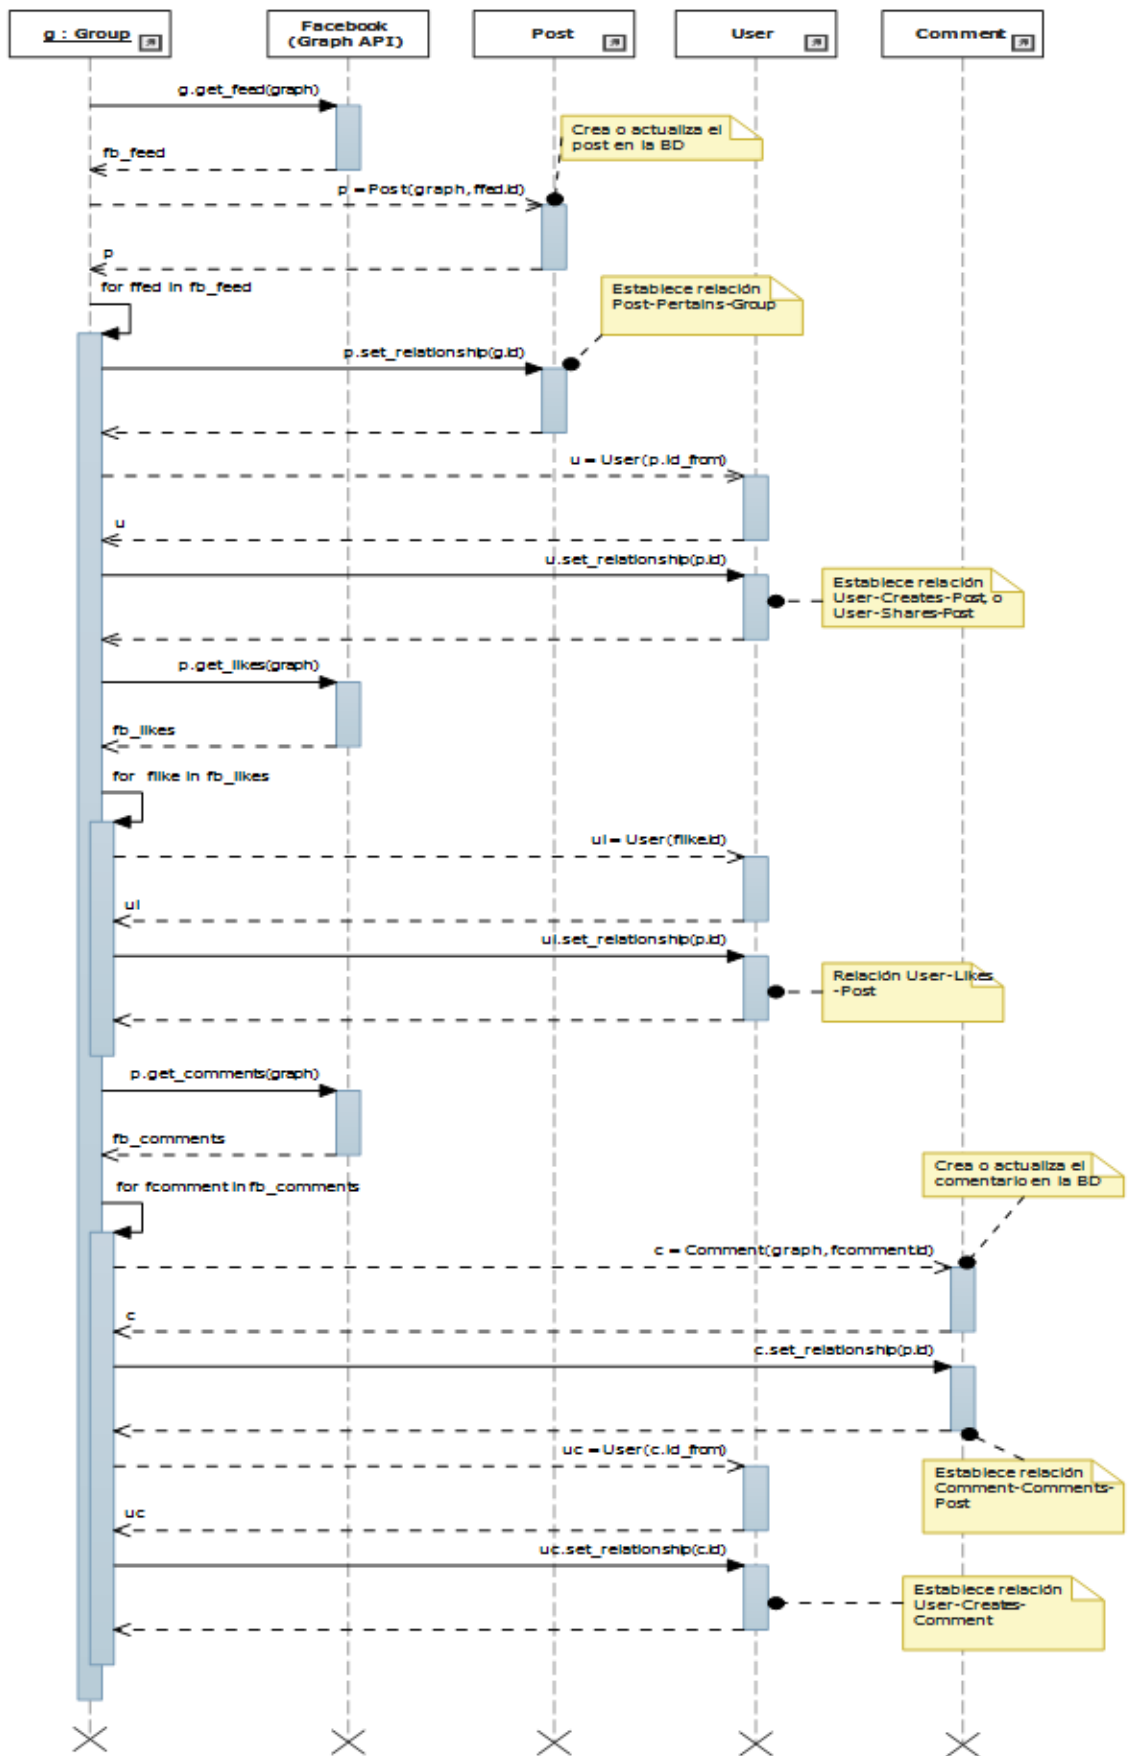 g : Group
Facebook
(Graph API)
Post
User
Comment
g.get_feed(graph)
Crea o actualiza el
post en la BD
fb_feed
p = Post(graph, ffed.id)
p
for ffed in fb_feed
Establece relación
Post-Pertains-Group
p.set_relationship(g.id)
u = User(p.id_from)
u
u.set_relationship(p.id)
Establece relación
User-Creates-Post, o
User-Shares-Post
p.get_likes(graph)
fb_likes
for flike in fb_likes
ul = User(flike.id)
ul
ul.set_relationship(p.id)
Relación User-Likes
-Post
p.get_comments(graph)
fb_comments
for fcomment in fb_comments
Crea o actualiza el
comentario en la BD
c = Comment(graph, fcomment.id)
c
c.set_relationship(p.id)
uc = User(c.id_from)
Establece relación
Comment-Comments-
Post
uc
uc.set_relationship(c.id)
Establece relación
User-Creates-
Comment